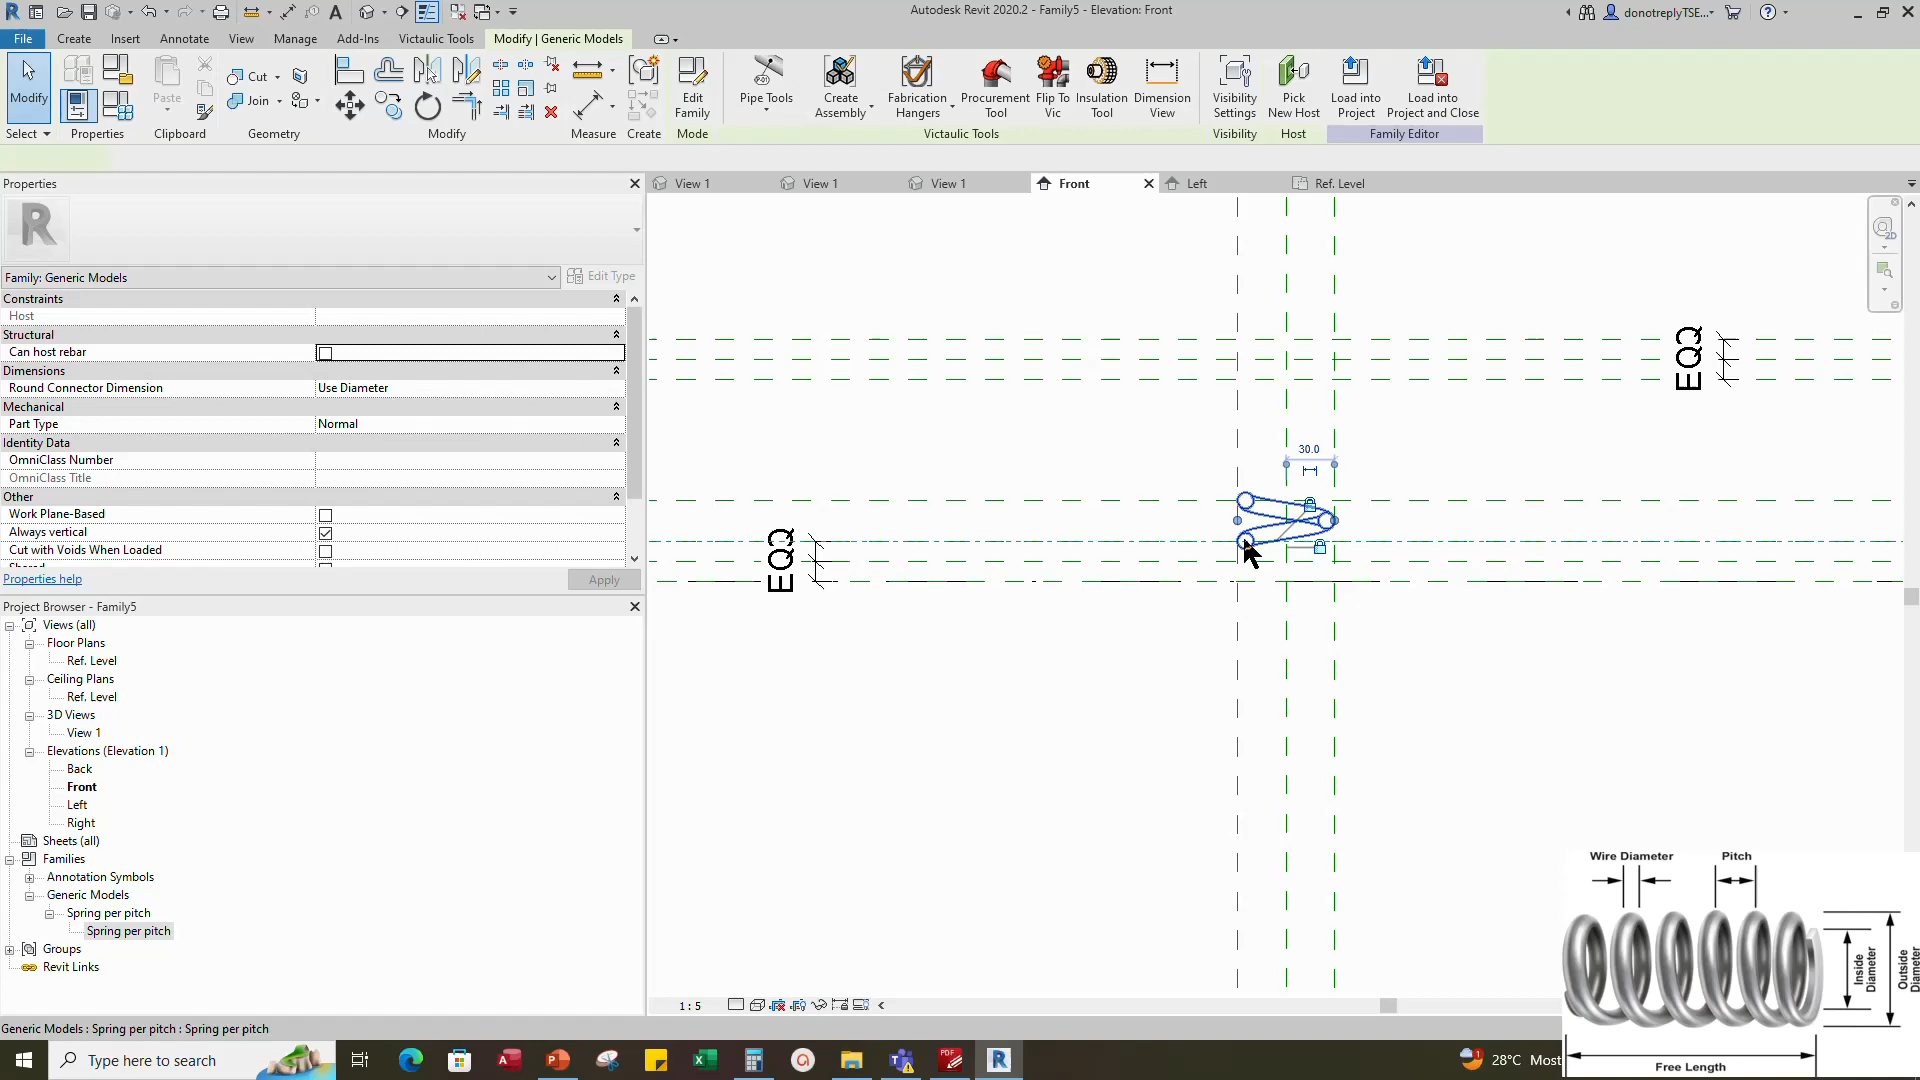 Autodesk Revit 2020.2 - Family5 - Elevation: Front
donotreplyTSE...
File Create Insert Annotate View Manage Add-Ins Victaulic Tools Modify | Generic Models
Modify
Paste
Cut
Join
Edit Family
Pipe Tools
Create Assembly
Fabrication Hangers
Procurement Tool
Flip To Vic
Insulation Tool
Dimension View
Visibility Settings
Pick New Host
Load into Project
Load into Project and Close
Select Properties Clipboard Geometry Modify Measure Create Mode Victaulic Tools Visibility Host Family Editor
Properties
View 1
View 1
View 1
Front
Left
Ref. Level
R
2D
Family: Generic Models
Edit Type
Constraints
Host
Structural
Can host rebar
Dimensions
Round Connector Dimension Use Diameter
Mechanical
Part Type Normal
Identity Data
OmniClass Number
OmniClass Title
Other
Work Plane-Based
Always vertical
Cut with Voids When Loaded
Properties help
Apply
EQ
30.0
EQ
Project Browser - Family5
Views (all)
Floor Plans
Ref. Level
Ceiling Plans
Ref. Level
3D Views
View 1
Elevations (Elevation 1)
Back
Front
Left
Right
Sheets (all)
Families
Annotation Symbols
Generic Models
Spring per pitch
Spring per pitch
Groups
Revit Links
1 : 5
Generic Models : Spring per pitch : Spring per pitch
Wire Diameter
Pitch
Inside Diameter
Outside Diameter
Free Length
Type here to search
28°C Most